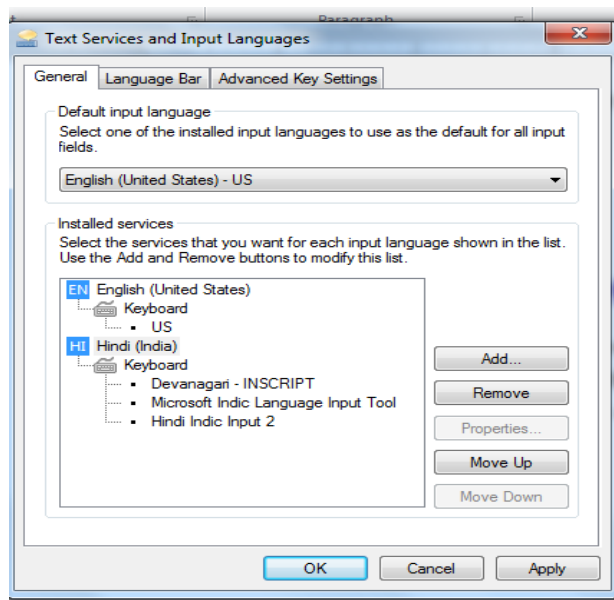 Paragraph
Text Services and Input Languages
General
Language Bar
Advanced Key Settings
Default input language
Select one of the installed input languages to use as the default for all input
fields.
English (United States) - US
Installed services
Select the services that you want for each input language shown in the list.
Use the Add and Remove buttons to modify this list.
EN English (United States)
Keyboard
US
HI Hindi (India)
Keyboard
Devanagari - INSCRIPT
Microsoft Indic Language Input Tool
Hindi Indic Input 2
Add...
Remove
Properties...
Move Up
Move Down
OK
Cancel
Apply